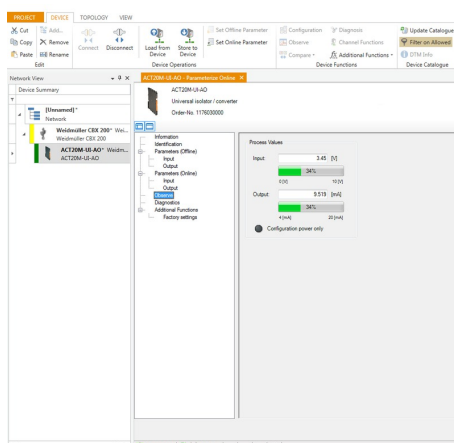 PROJECT DEVICE TOPOLOGY VIEW
Cut Add... Set Offline Parameter Configuration Diagnosis Update Catalogue
Copy Remove Connect Disconnect Load from Device Store to Device Set Online Parameter Observe Channel Functions Filter on Allowed
Paste Rename Compare Additional Functions DTM Info
Edit Device Operations Device Functions Device Catalogue
Network View ACT20M-UI-AO - Parameterize Online
Device Summary
ACT20M-UI-AO
Universal isolator / converter
Order-No. 1176030000
[Unnamed]*
Network
Weidmüller CBX 200* Wei...
Weidmüller CBX 200
ACT20M-UI-AO* Weidm...
ACT20M-UI-AO
Information
Identification
Parameters (Offline)
Input
Output
Parameters (Online)
Input
Output
Observe
Diagnostics
Additional Functions
Factory settings
Process Values
Input 3.45 [V]
34%
0 [V] 10 [V]
Output 9.519 [mA]
34%
4 [mA] 20 [mA]
Configuration power only